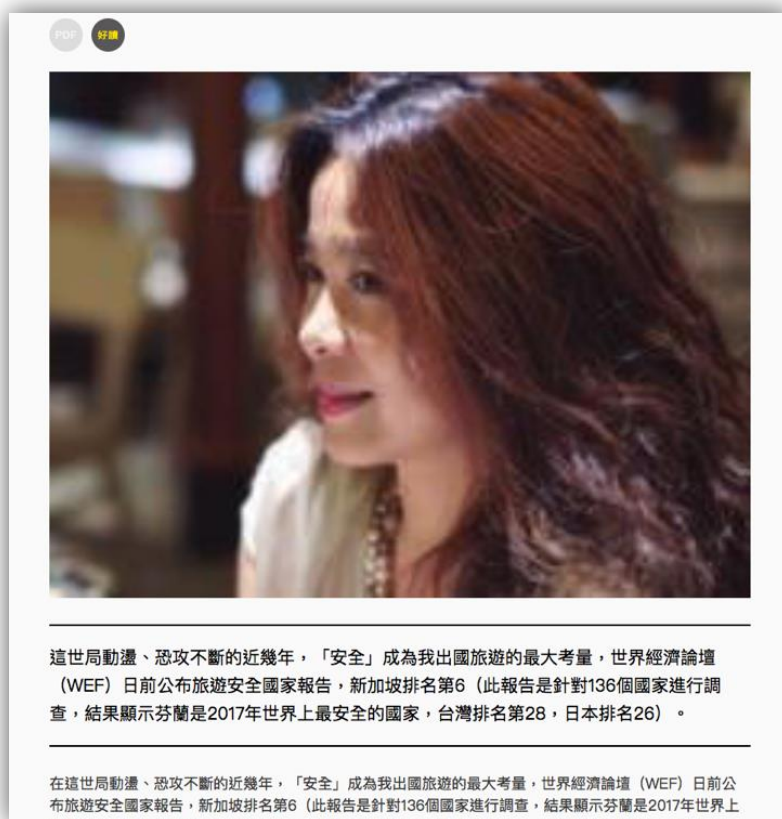 PDF
好讀
這世局動盪、恐攻不斷的近幾年，「安全」成為我出國旅遊的最大考量，世界經濟論壇
（WEF）日前公布旅遊安全國家報告，新加坡排名第6（此報告是針對136個國家進行調
查，結果顯示芬蘭是2017年世界上最安全的國家，台灣排名第28，日本排名26）。
在這世局動盪、恐攻不斷的近幾年，「安全」成為我出國旅遊的最大考量，世界經濟論壇（WEF）日前公
布旅遊安全國家報告，新加坡排名第6（此報告是針對136個國家進行調查，結果顯示芬蘭是2017年世界上